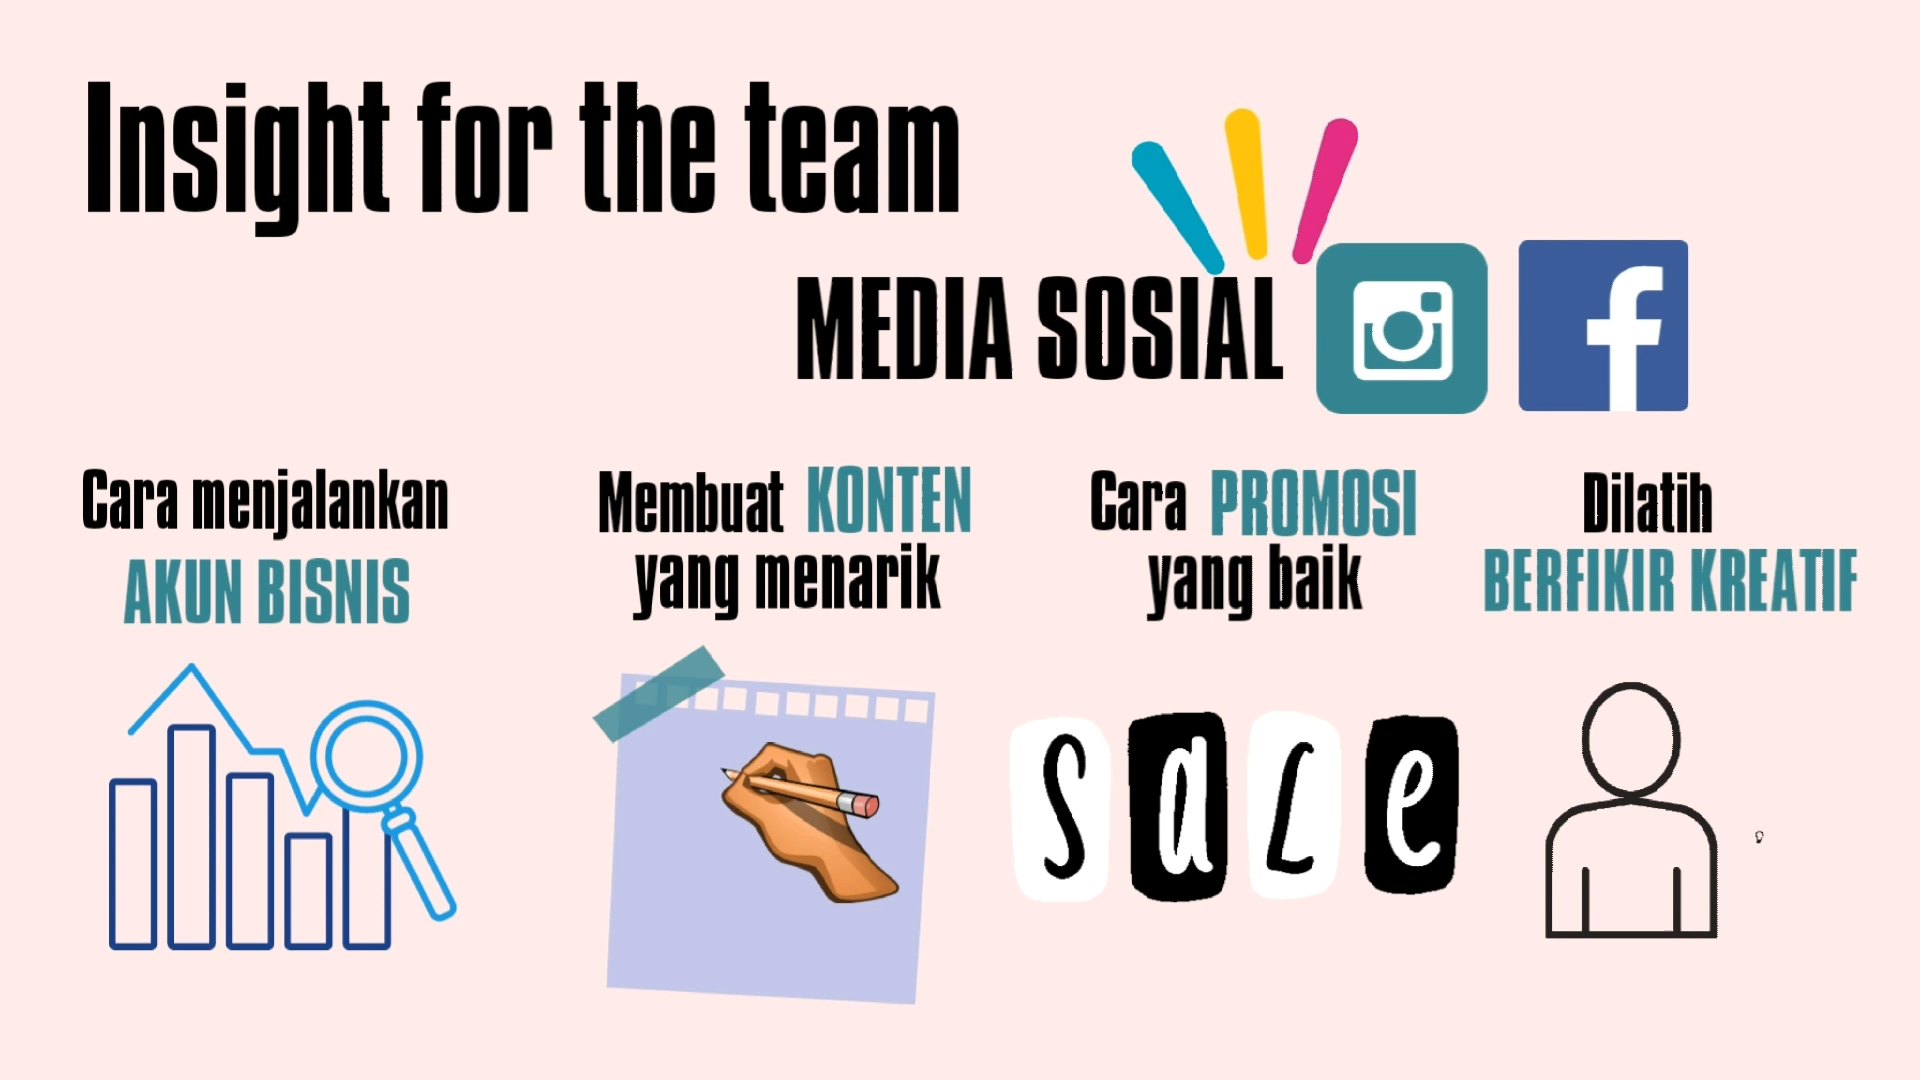 Insight for the team
MEDIA SOSIAL
Cara menjalankan
AKUN BISNIS
Membuat KONTEN
yang menarik
Cara PROMOSI
yang baik
Dilatih
BERFIKIR KREATIF
sale